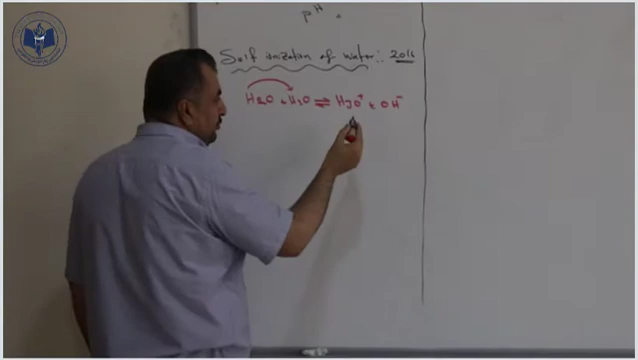 pH.
Self ionization of water:. 2016
H2O + H2O ⇌ H3O⁺ + OH⁻